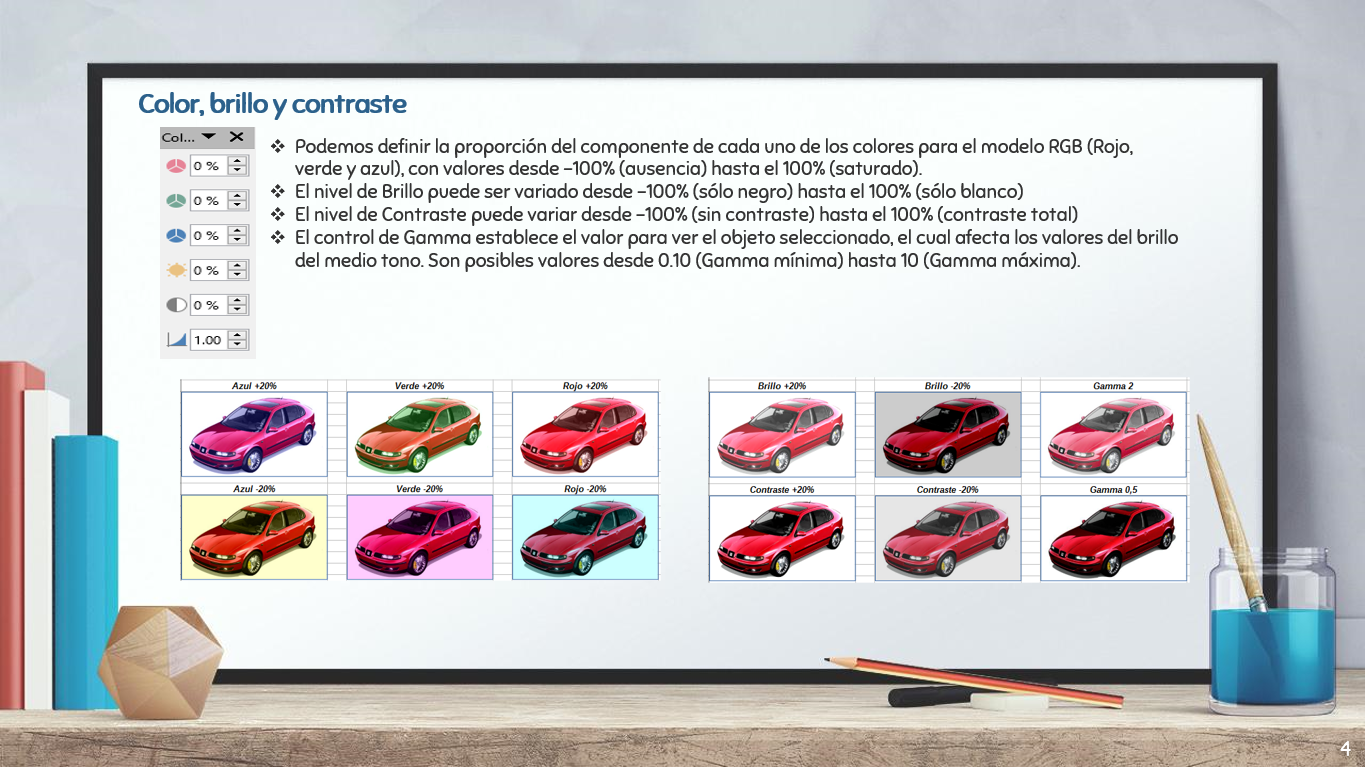 Color, brillo y contraste
Col...
0 %
0 %
0 %
0 %
0 %
1.00
❖ Podemos definir la proporción del componente de cada uno de los colores para el modelo RGB (Rojo,
verde y azul), con valores desde –100% (ausencia) hasta el 100% (saturado).
❖ El nivel de Brillo puede ser variado desde –100% (sólo negro) hasta el 100% (sólo blanco)
❖ El nivel de Contraste puede variar desde –100% (sin contraste) hasta el 100% (contraste total)
❖ El control de Gamma establece el valor para ver el objeto seleccionado, el cual afecta los valores del brillo
del medio tono. Son posibles valores desde 0.10 (Gamma mínima) hasta 10 (Gamma máxima).
Azul +20% Verde +20% Rojo +20%
Azul -20% Verde -20% Rojo -20%
Brillo +20% Brillo -20% Gamma 2
Contraste +20% Contraste -20% Gamma 0,5
4